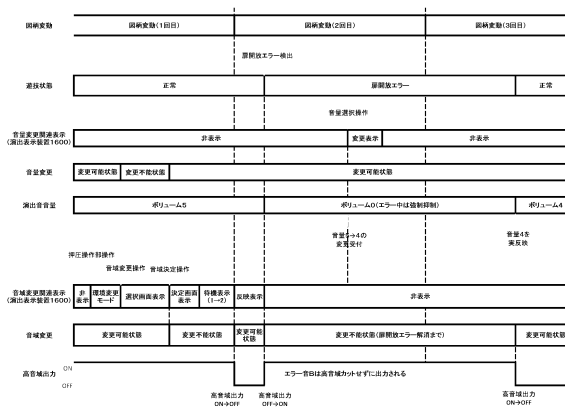 図柄変動
図柄変動(1回目)
図柄変動(2回目)
図柄変動(3回目)
扉開放エラー検出
遊技状態
正常
扉開放エラー
正常
音量選択操作
音量変更関連表示
(演出表示装置1600)
非表示
変更表示
非表示
音量変更
変更可能状態
変更不能状態
変更可能状態
演出音音量
ボリューム5
ボリューム0(エラー中は強制抑制)
ボリューム4
音量5→4の
変更受付
音量4を
実反映
押圧操作部操作
音域変更操作
音域決定操作
音域変更関連表示
(演出表示装置1600)
非
表示
環境変更
モード
選択画面表示
決定画面
表示
待機表示
(1→2)
反映表示
非表示
音域変更
変更可能状態
変更不能状態
変更可能
状態
変更不能状態(扉開放エラー解消まで)
変更可能状態
高音域出力
ON
OFF
エラー音Bは高音域カットせずに出力される
高音域出力
ON→OFF
高音域出力
OFF→ON
高音域出力
ON→OFF